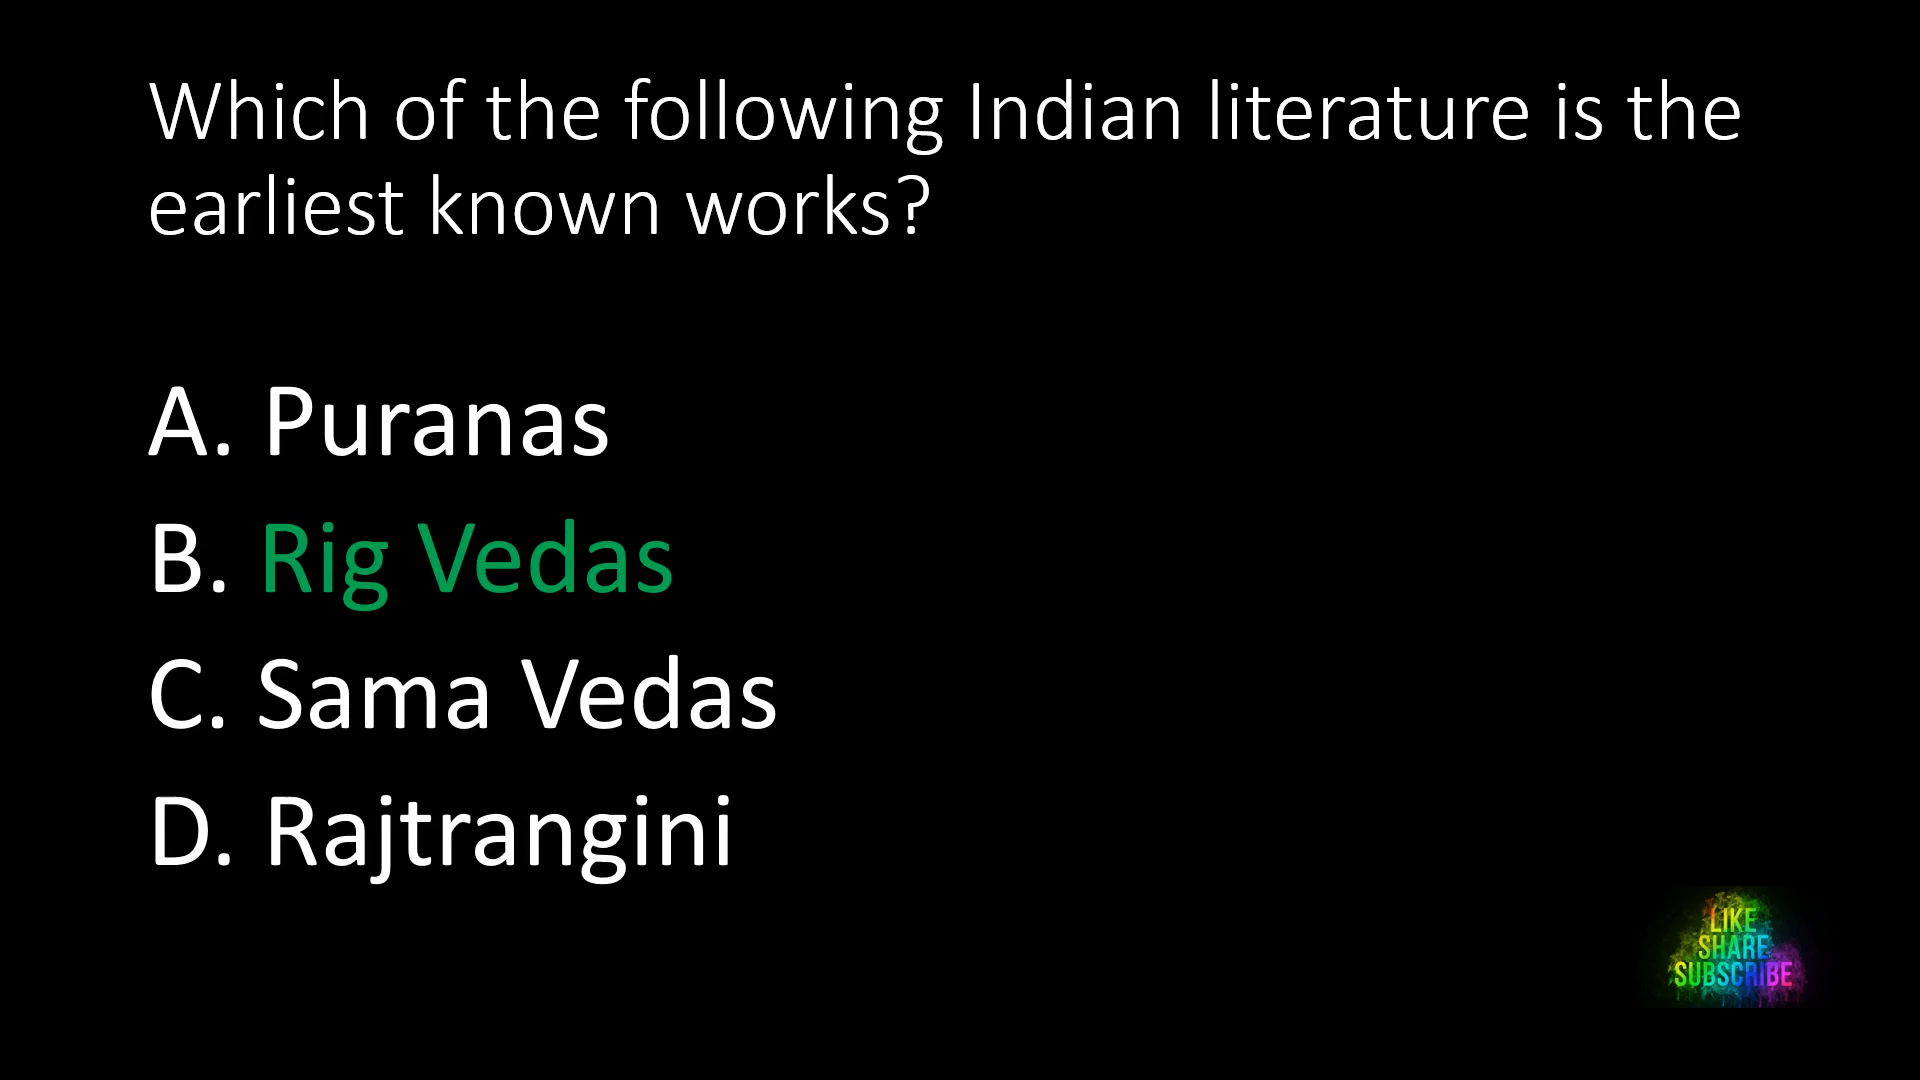 Which of the following Indian literature is the
earliest known works?
A. Puranas
B. Rig Vedas
C. Sama Vedas
D. Rajtrangini
LIKE
SHARE
SUBSCRIBE